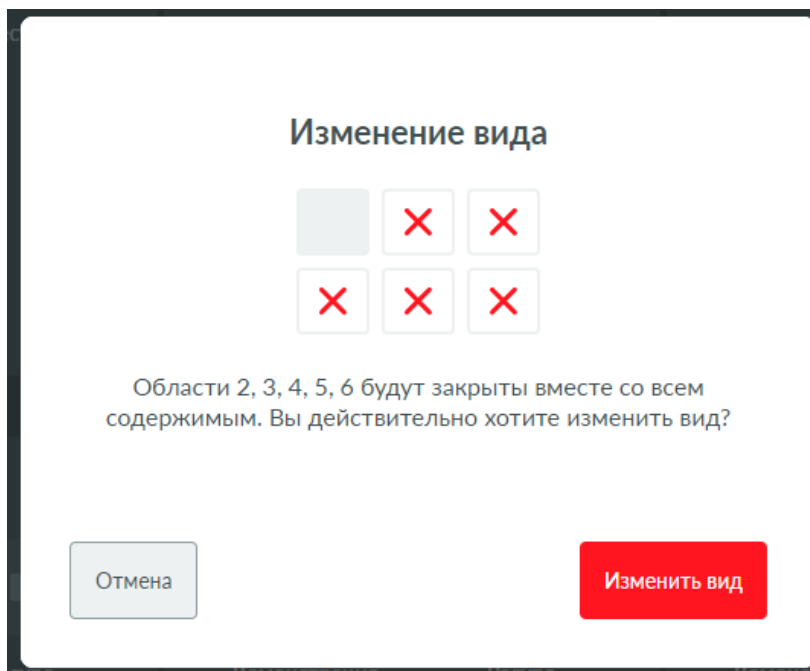 Изменение вида
Области 2, 3, 4, 5, 6 будут закрыты вместе со всем
содержимым. Вы действительно хотите изменить вид?
Отмена
Изменить вид